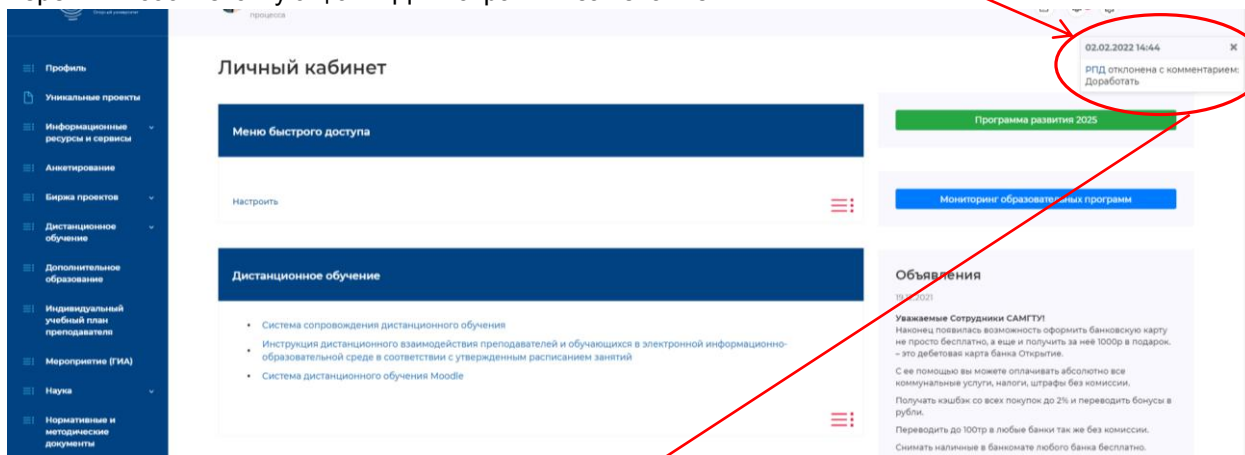 процесса
Профиль
Уникальные проекты
Информационные
ресурсы и сервисы
Анкетирование
Биржа проектов
Дистанционное
обучение
Дополнительное
образование
Индивидуальный
учебный план
преподавателя
Мероприятие (ГИА)
Наука
Нормативные и
методические
документы
Личный кабинет
Меню быстрого доступа
Настроить
Дистанционное обучение
Система сопровождения дистанционного обучения
Инструкция дистанционного взаимодействия преподавателей и обучающихся в электронной информационно-
образовательной среде в соответствии с утвержденным расписанием занятий
Система дистанционного обучения Moodle
02.02.2022 14:44
РПД отклонена с комментарием:
Доработать
Программа развития 2025
Мониторинг образовательных программ
Объявления
Уважаемые Сотрудники САМГТУ!
Наконец появилась возможность оформить банковскую карту
не просто бесплатно, а еще и получить за неё 1000р в подарок.
– это дебетовая карта банка Открытие.
С ее помощью вы можете оплачивать абсолютно все
коммунальные услуги, налоги, штрафы без комиссии.
Получать кэшбэк со всех покупок до 2% и переводить бонусы в
рубли.
Переводить до 100тр в любые банки так же без комиссии.
Снимать наличные в банкомате любого банка бесплатно.